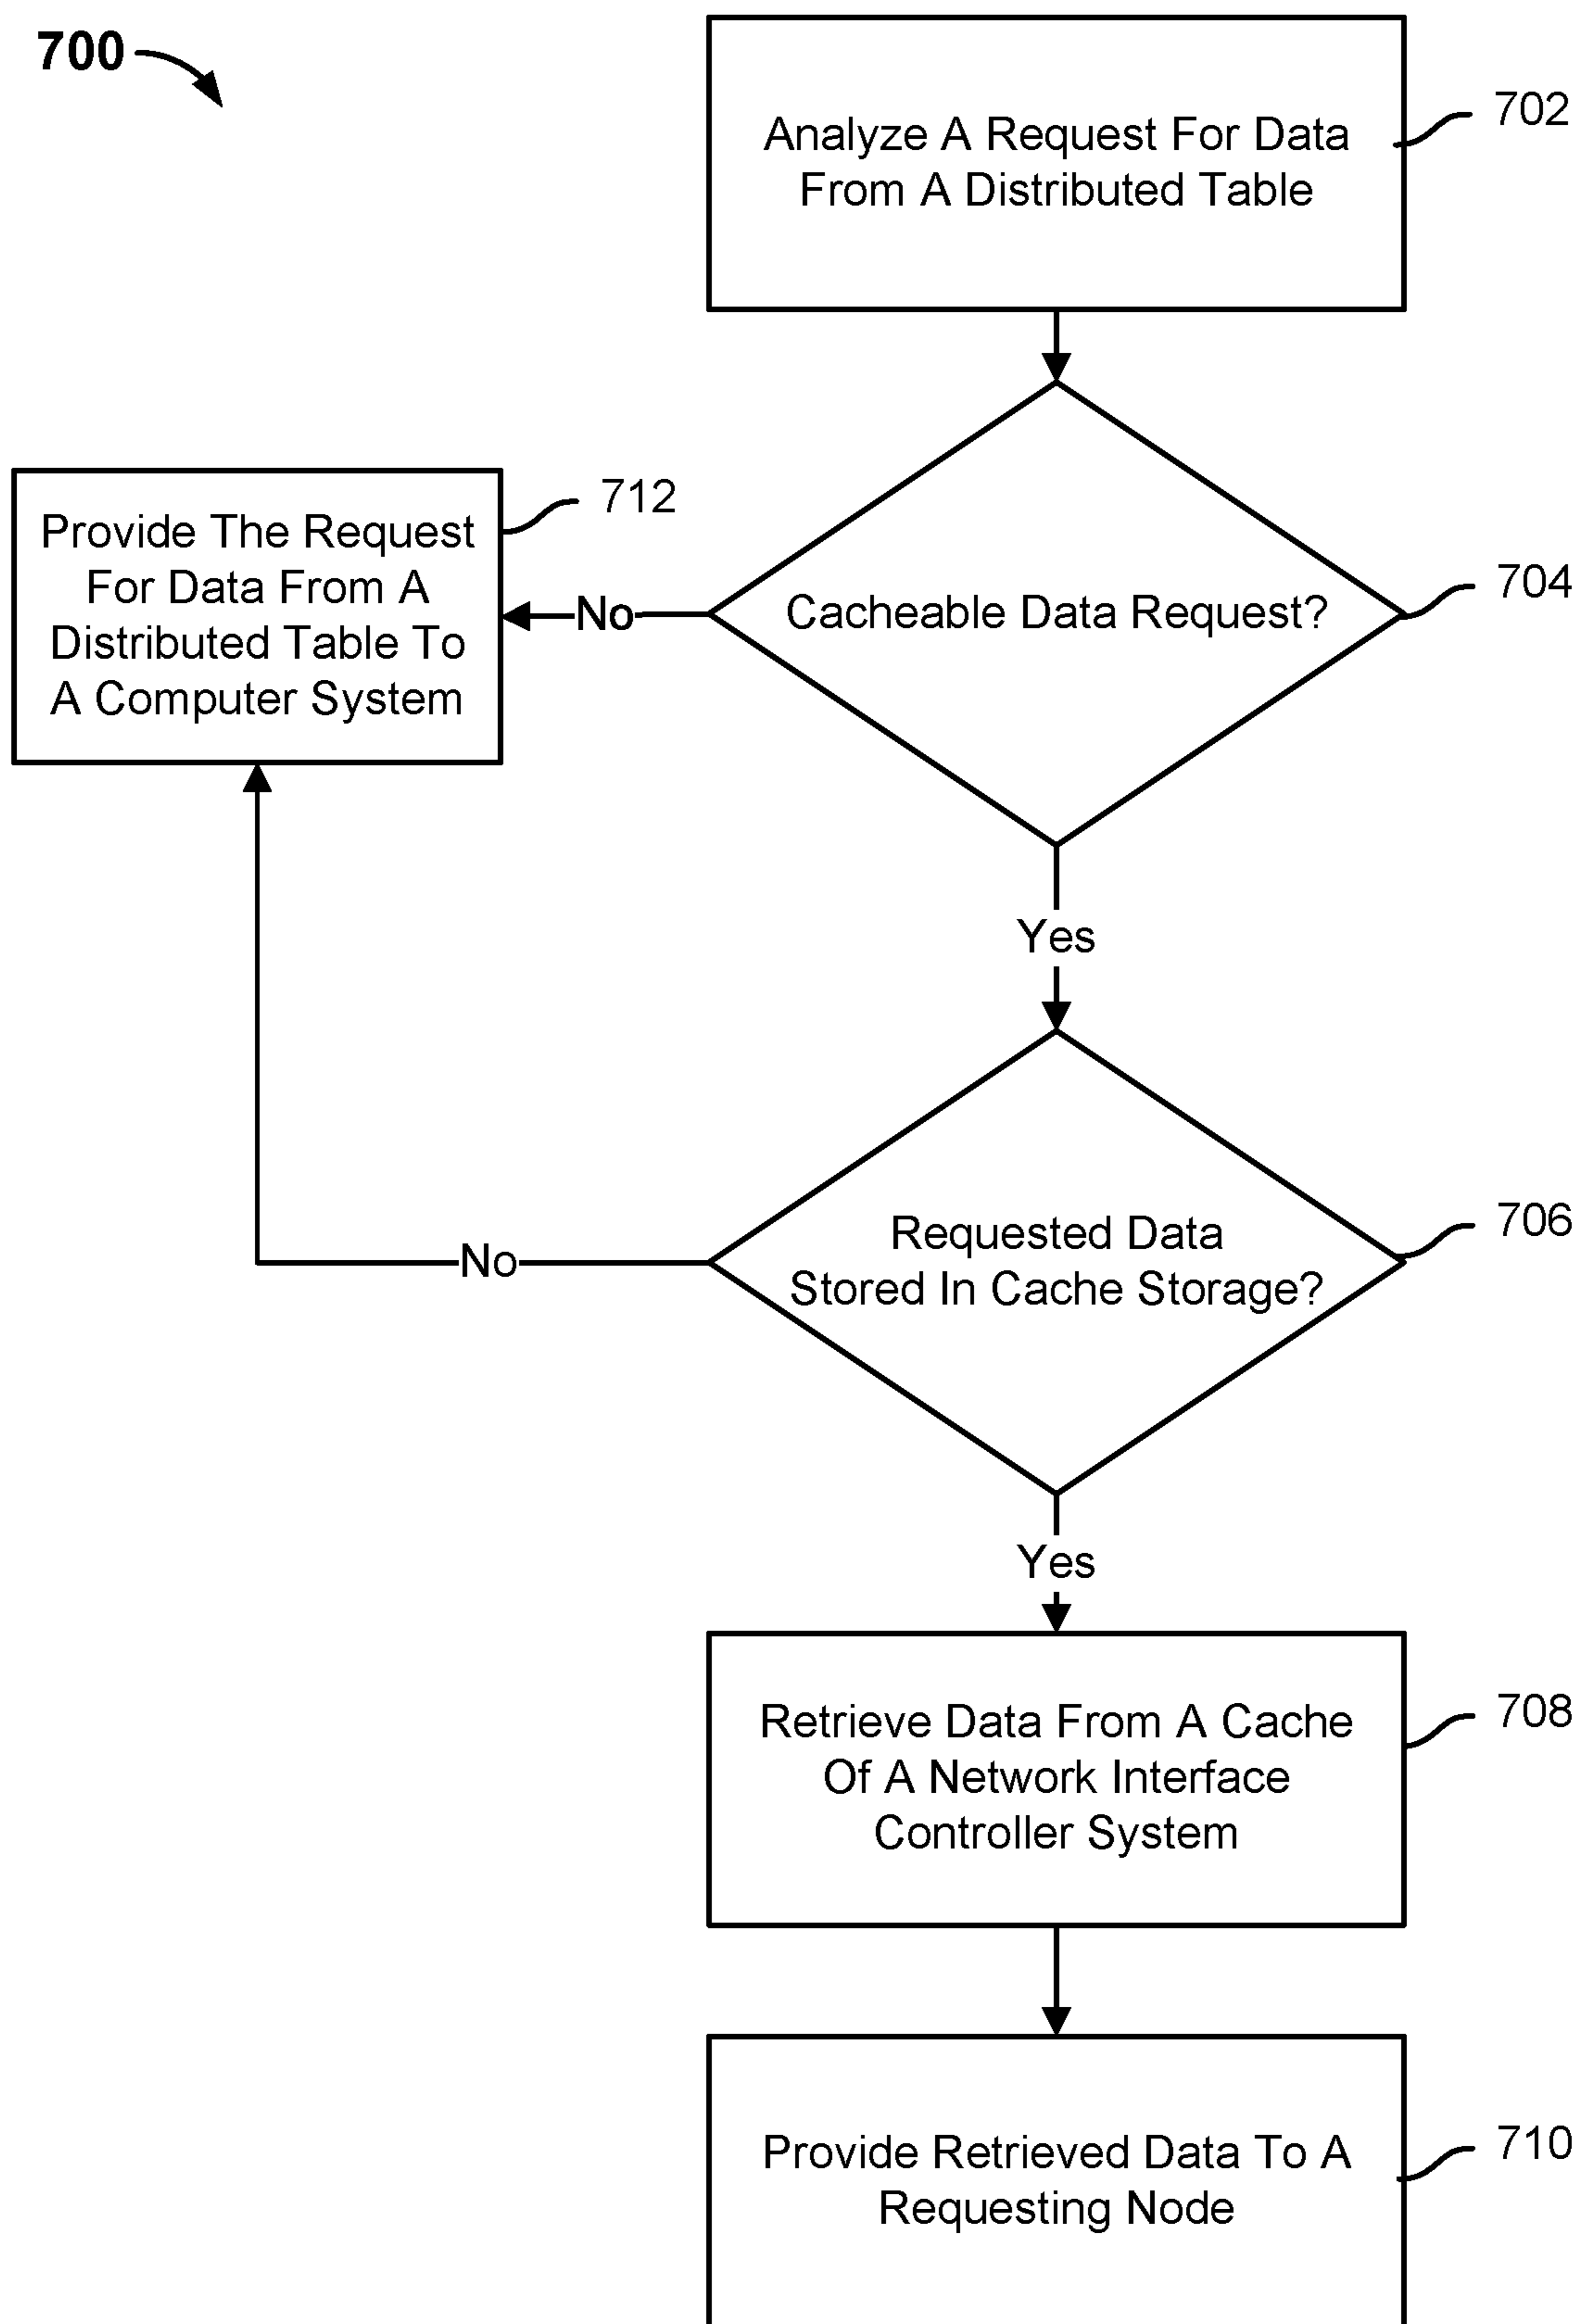 700
Analyze A Request For Data
From A Distributed Table
702
Provide The Request
For Data From A
Distributed Table To
A Computer System
712
No
Cacheable Data Request?
704
Yes
Requested Data
Stored In Cache Storage?
706
No
Yes
Retrieve Data From A Cache
Of A Network Interface
Controller System
708
Provide Retrieved Data To A
Requesting Node
710